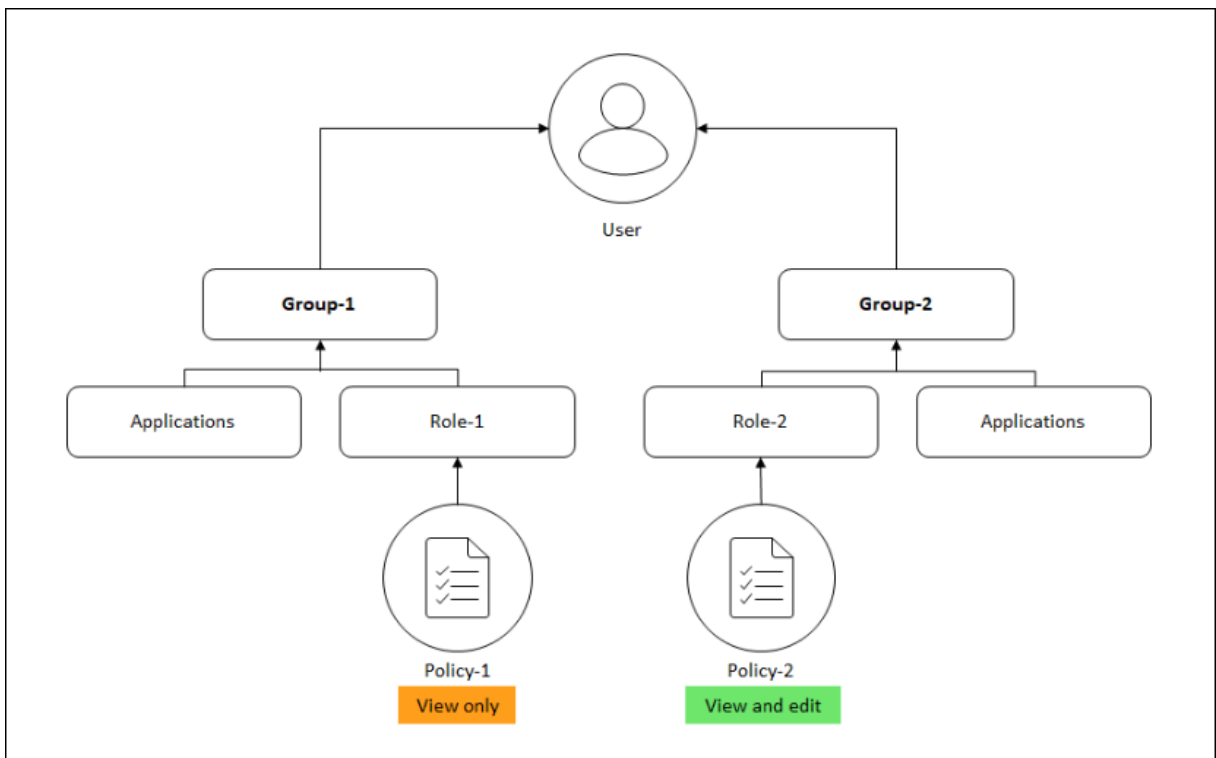 User
Group-1
Group-2
Applications
Role-1
Role-2
Applications
Policy-1
Policy-2
View only
View and edit